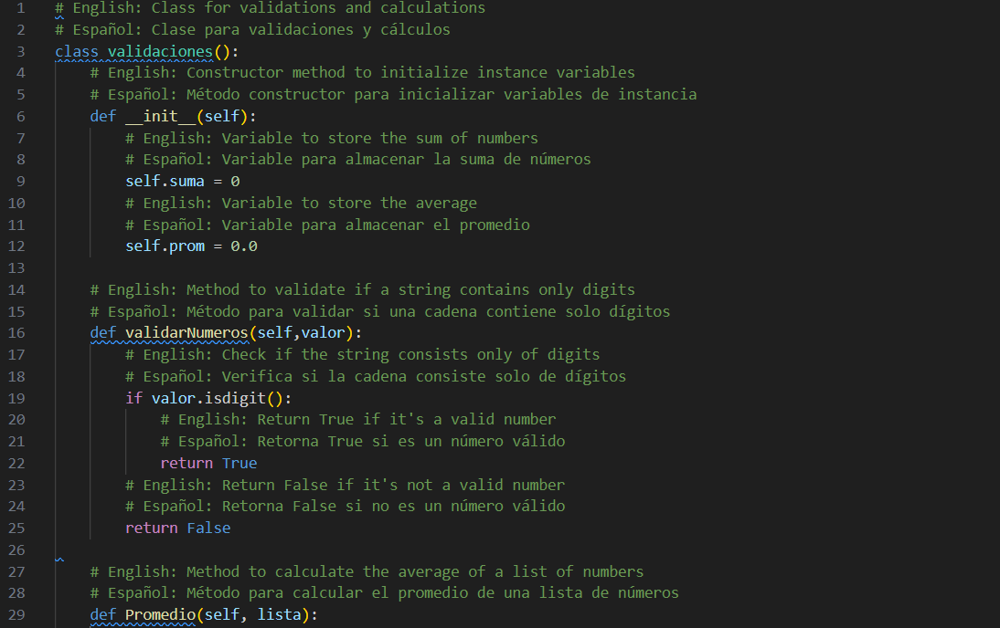 1 # English: Class for validations and calculations
2 # Español: Clase para validaciones y cálculos
3 class validaciones():
4     # English: Constructor method to initialize instance variables
5     # Español: Método constructor para inicializar variables de instancia
6     def __init__(self):
7         # English: Variable to store the sum of numbers
8         # Español: Variable para almacenar la suma de números
9         self.suma = 0
10         # English: Variable to store the average
11         # Español: Variable para almacenar el promedio
12         self.prom = 0.0
13
14     # English: Method to validate if a string contains only digits
15     # Español: Método para validar si una cadena contiene solo dígitos
16     def validarNumeros(self,valor):
17         # English: Check if the string consists only of digits
18         # Español: Verifica si la cadena consiste solo de dígitos
19         if valor.isdigit():
20             # English: Return True if it's a valid number
21             # Español: Retorna True si es un número válido
22             return True
23         # English: Return False if it's not a valid number
24         # Español: Retorna False si no es un número válido
25         return False
26
27     # English: Method to calculate the average of a list of numbers
28     # Español: Método para calcular el promedio de una lista de números
29     def Promedio(self, lista):